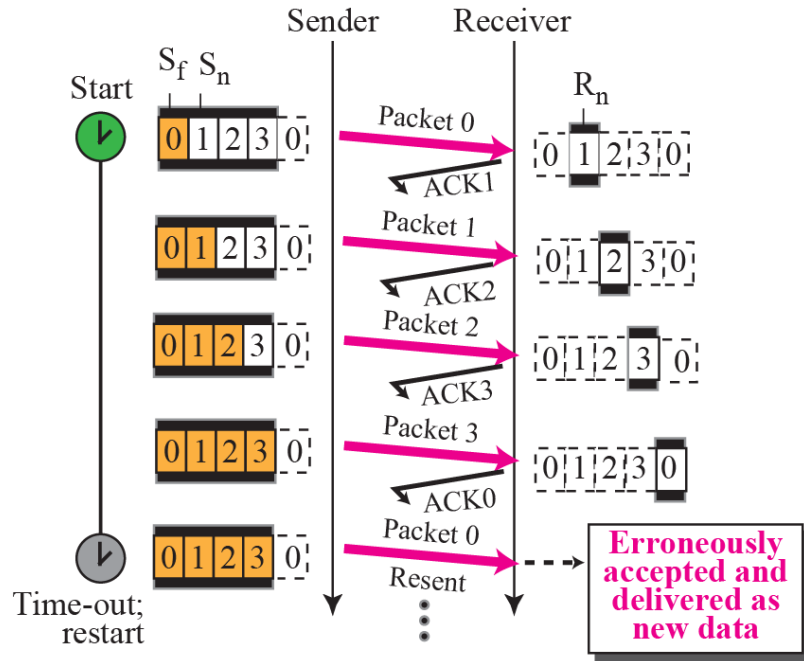 Sender Receiver
S_f S_n
Start
R_n
0 1 2 3 0
Packet 0
0 1 2 3 0
ACK1
0 1 2 3 0
Packet 1
0 1 2 3 0
ACK2
0 1 2 3 0
Packet 2
0 1 2 3 0
ACK3
0 1 2 3 0
Packet 3
0 1 2 3 0
ACK0
0 1 2 3 0
Packet 0
Resent
Time-out;
restart
Erroneously
accepted and
delivered as
new data